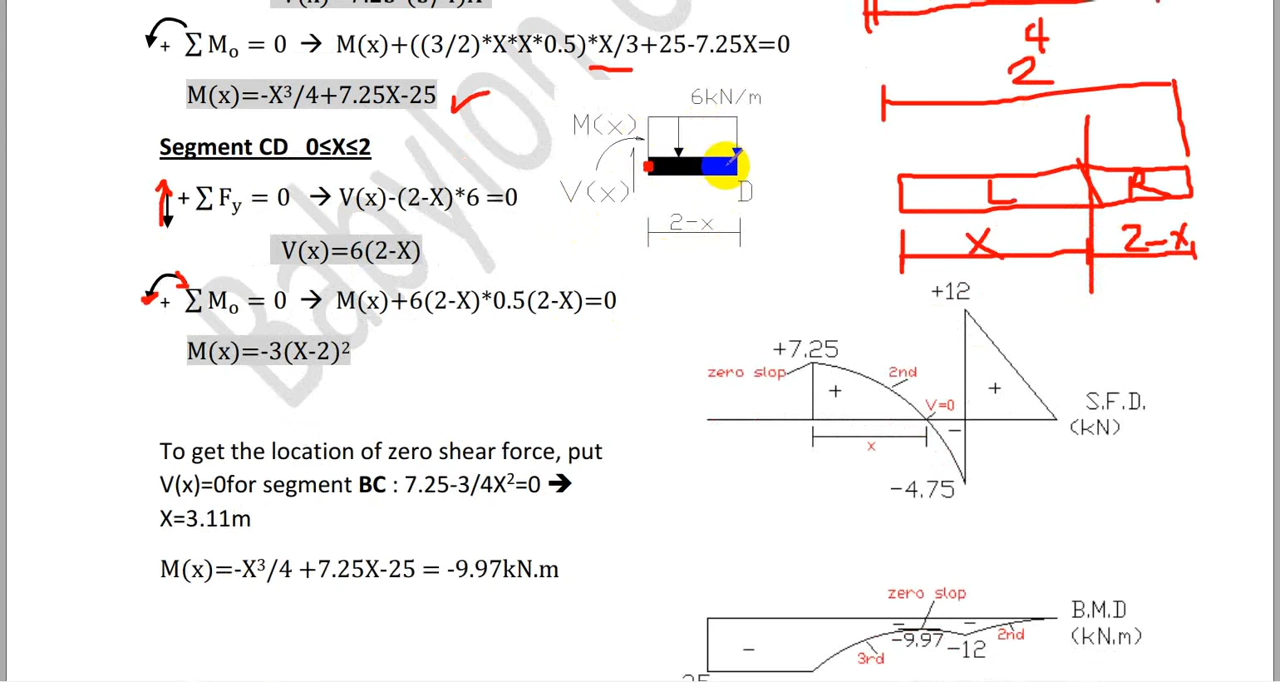 + ∑ Mₒ = 0 → M(x)+((3/2)*X*X*0.5)*X/3+25-7.25X=0
M(x)=-X³/4+7.25X-25
Segment CD 0≤X≤2
+ ∑ Fy = 0 → V(x)-(2-X)*6 =0
V(x)=6(2-X)
+ ∑ Mₒ = 0 → M(x)+6(2-X)*0.5(2-X)=0
M(x)=-3(X-2)²
To get the location of zero shear force, put
V(x)=0for segment BC : 7.25-3/4X²=0 →
X=3.11m
M(x)=-X³/4 +7.25X-25 = -9.97kN.m
6kN/m
M(x)
V(x)
D
2-x
4
2
L R
X 2-x
+12
+7.25
zero slop
2nd
+
V=0
+
S.F.D.
(kN)
−
x
-4.75
zero slop
B.M.D
(kN.m)
−
−
-9.97
-12
2nd
−
3rd
Babylon